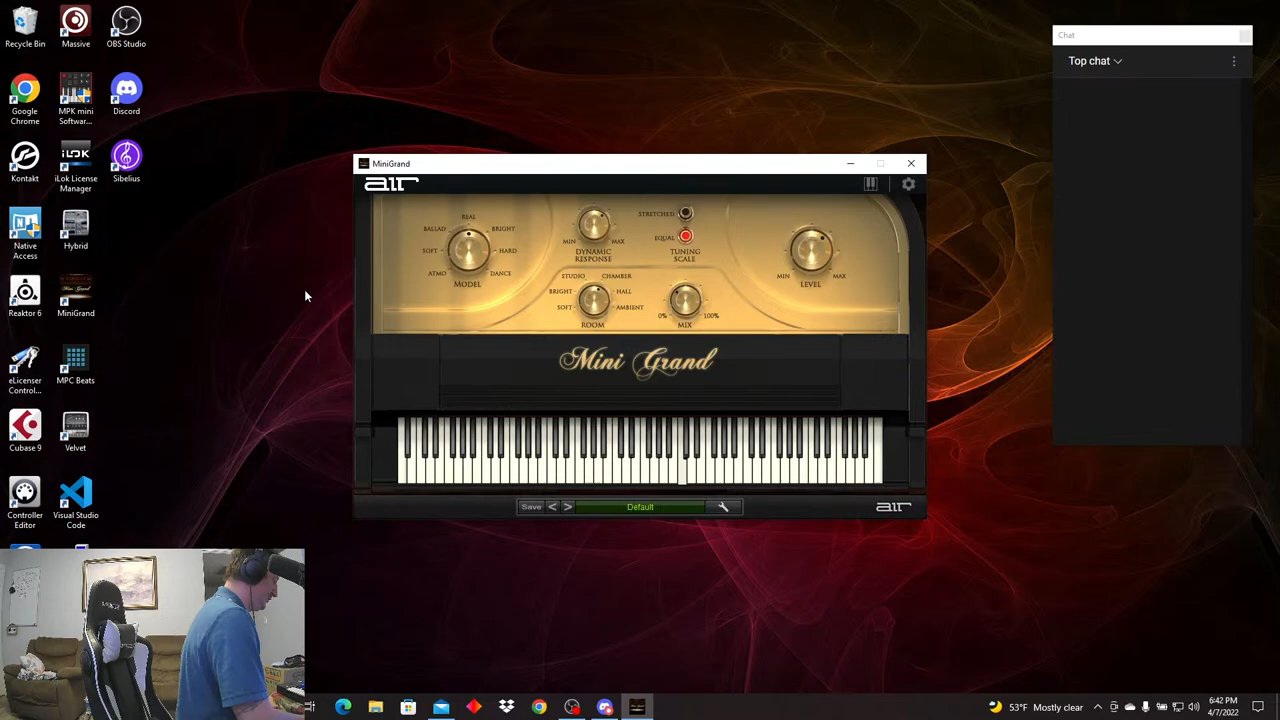 Recycle Bin
Massive
OBS Studio
Google Chrome
MPK mini Softwar...
Discord
Kontakt
iLOK
iLok License Manager
Sibelius
Native Access
Hybrid
Reaktor 6
Mini Grand
MiniGrand
eLicenser Control...
MPC Beats
Cubase 9
Velvet
Controller Editor
Visual Studio Code
MiniGrand
air
REAL
BALLAD
BRIGHT
SOFT
HARD
ATMO
DANCE
MODEL
MIN
MAX
DYNAMIC RESPONSE
STRETCHED
EQUAL
TUNING SCALE
STUDIO
CHAMBER
BRIGHT
HALL
SOFT
AMBIENT
ROOM
0%
100%
MIX
MIN
MAX
LEVEL
Mini Grand
Save
<
>
Default
air
Chat
Top chat
53°F Mostly clear
6:42 PM
4/7/2022